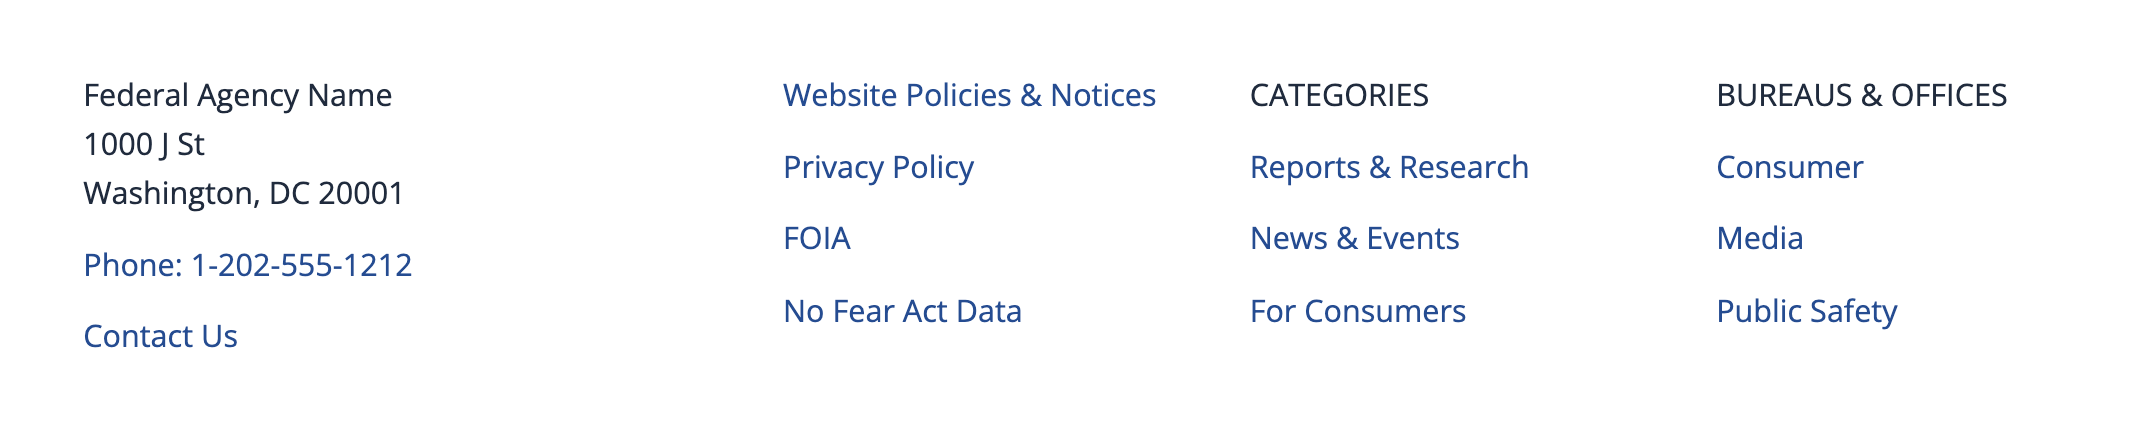 Federal Agency Name
1000 J St
Washington, DC 20001
Phone: 1-202-555-1212
Contact Us
Website Policies & Notices
Privacy Policy
FOIA
No Fear Act Data
CATEGORIES
Reports & Research
News & Events
For Consumers
BUREAUS & OFFICES
Consumer
Media
Public Safety